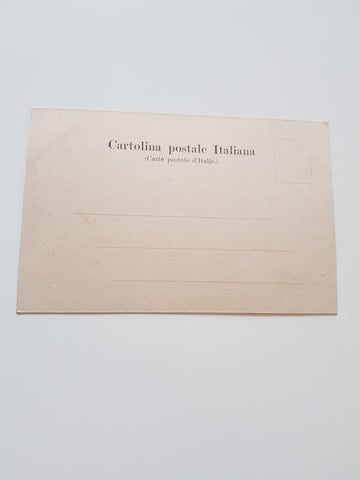 Cartolina postale Italiana
(Carte postale d'Italie.)